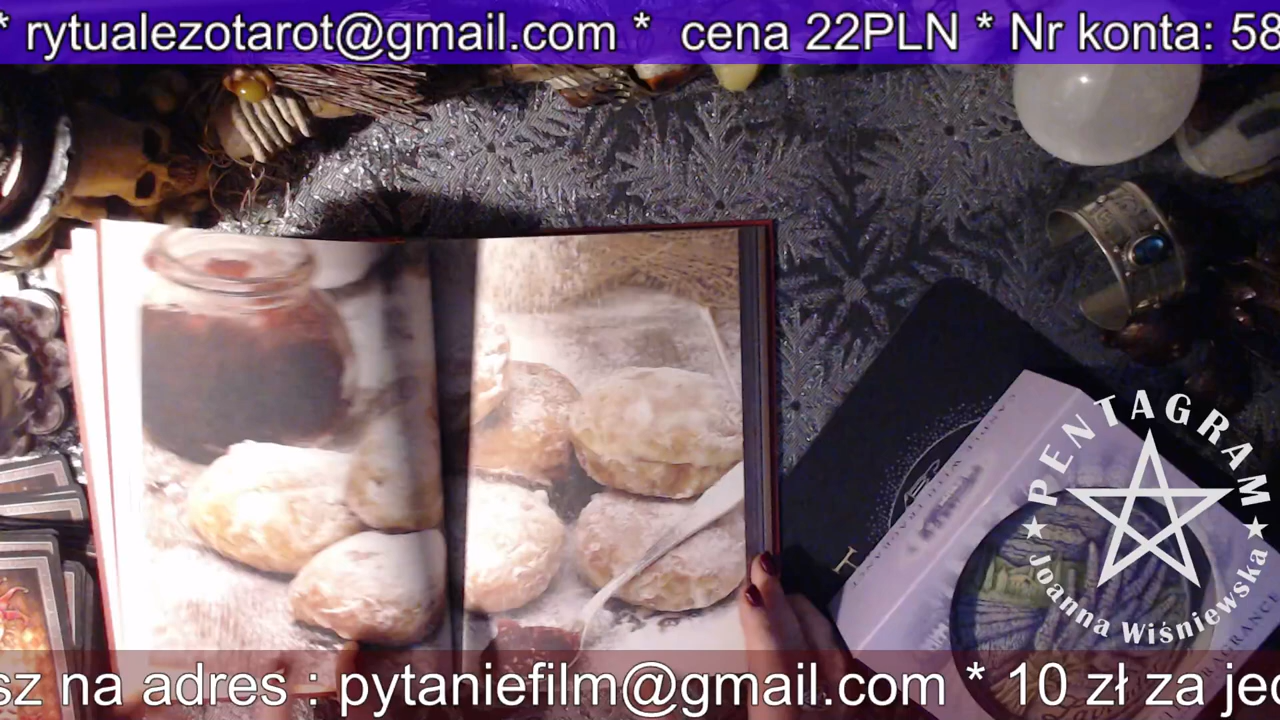 * rytualezotarot@gmail.com * cena 22PLN * Nr konta: 58
PENTAGRAM
Joanna Wiśniewska
sz na adres : pytaniefilm@gmail.com * 10 zł za jed